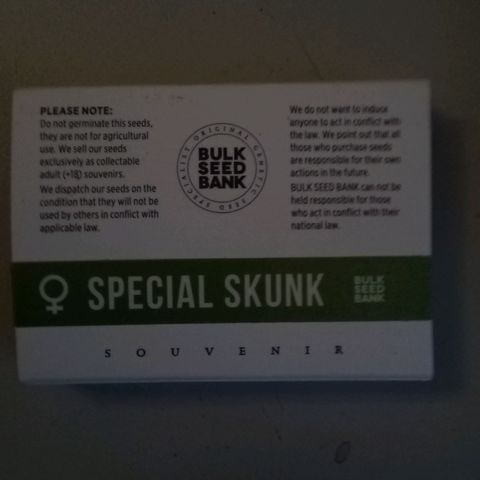 PLEASE NOTE:
Do not germinate this seeds,
they are not for agricultural
use. We sell our seeds
exclusively as collectable
adult (+18) souvenirs.
We dispatch our seeds on the
condition that they will not be
used by others in conflict with
applicable law.
SPECIALIST ORIGINAL GENETIC SEED
BULK
SEED
BANK
We do not want to induce
anyone to act in conflict with
the law. We point out that all
those who purchase seeds
are responsible for their own
actions in the future.
BULK SEED BANK can not be
held responsible for those
who act in conflict with their
national law.
♀ SPECIAL SKUNK
BULK
SEED
BANK
SOUVENIR